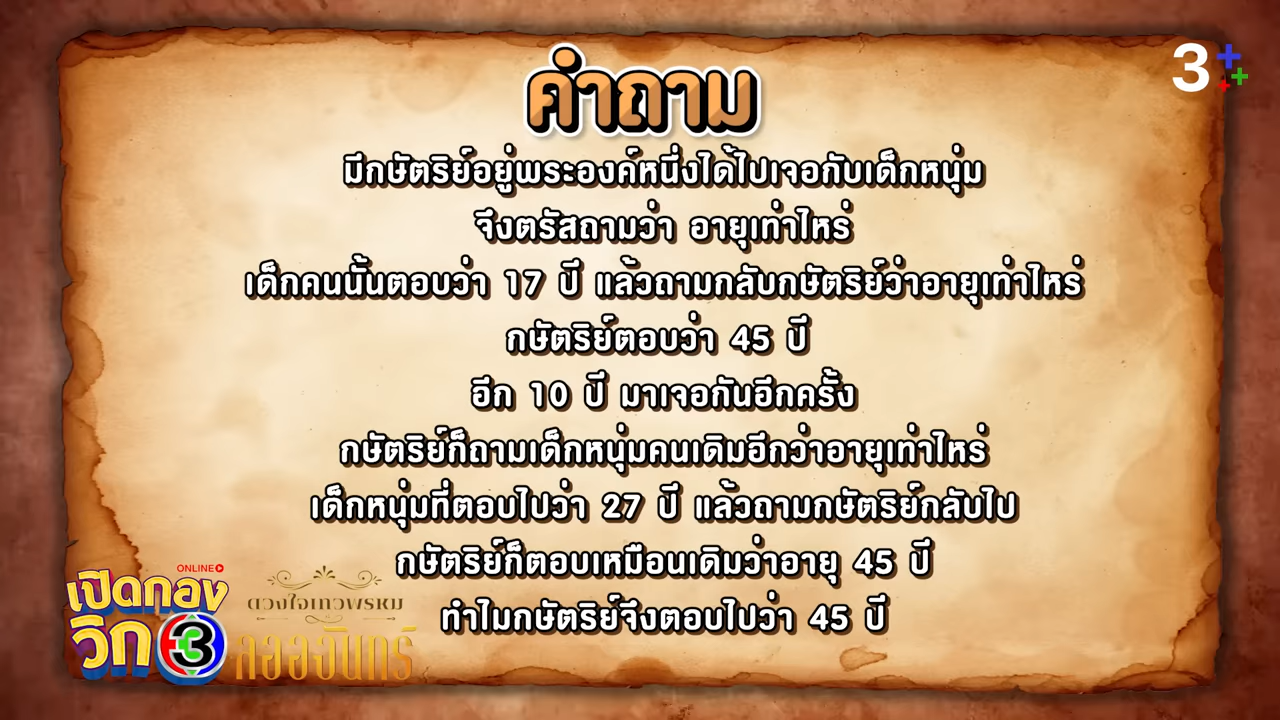 คำถาม
3
มีกษัตริย์อยู่พระองค์หนึ่งได้ไปเจอกับเด็กหนุ่ม
จึงตรัสถามว่า อายุเท่าไหร่
เด็กคนนั้นตอบว่า 17 ปี แล้วถามกลับกษัตริย์ว่าอายุเท่าไหร่
กษัตริย์ตอบว่า 45 ปี
อีก 10 ปี มาเจอกันอีกครั้ง
กษัตริย์ก็ถามเด็กหนุ่มคนเดิมอีกว่าอายุเท่าไหร่
เด็กหนุ่มที่ตอบไปว่า 27 ปี แล้วถามกษัตริย์กลับไป
กษัตริย์ก็ตอบเหมือนเดิมว่าอายุ 45 ปี
ทำไมกษัตริย์จึงตอบไปว่า 45 ปี
ONLINE
เปิดกอง
วิก 3
ดวงใจเทวพรหม
ลออจันทร์